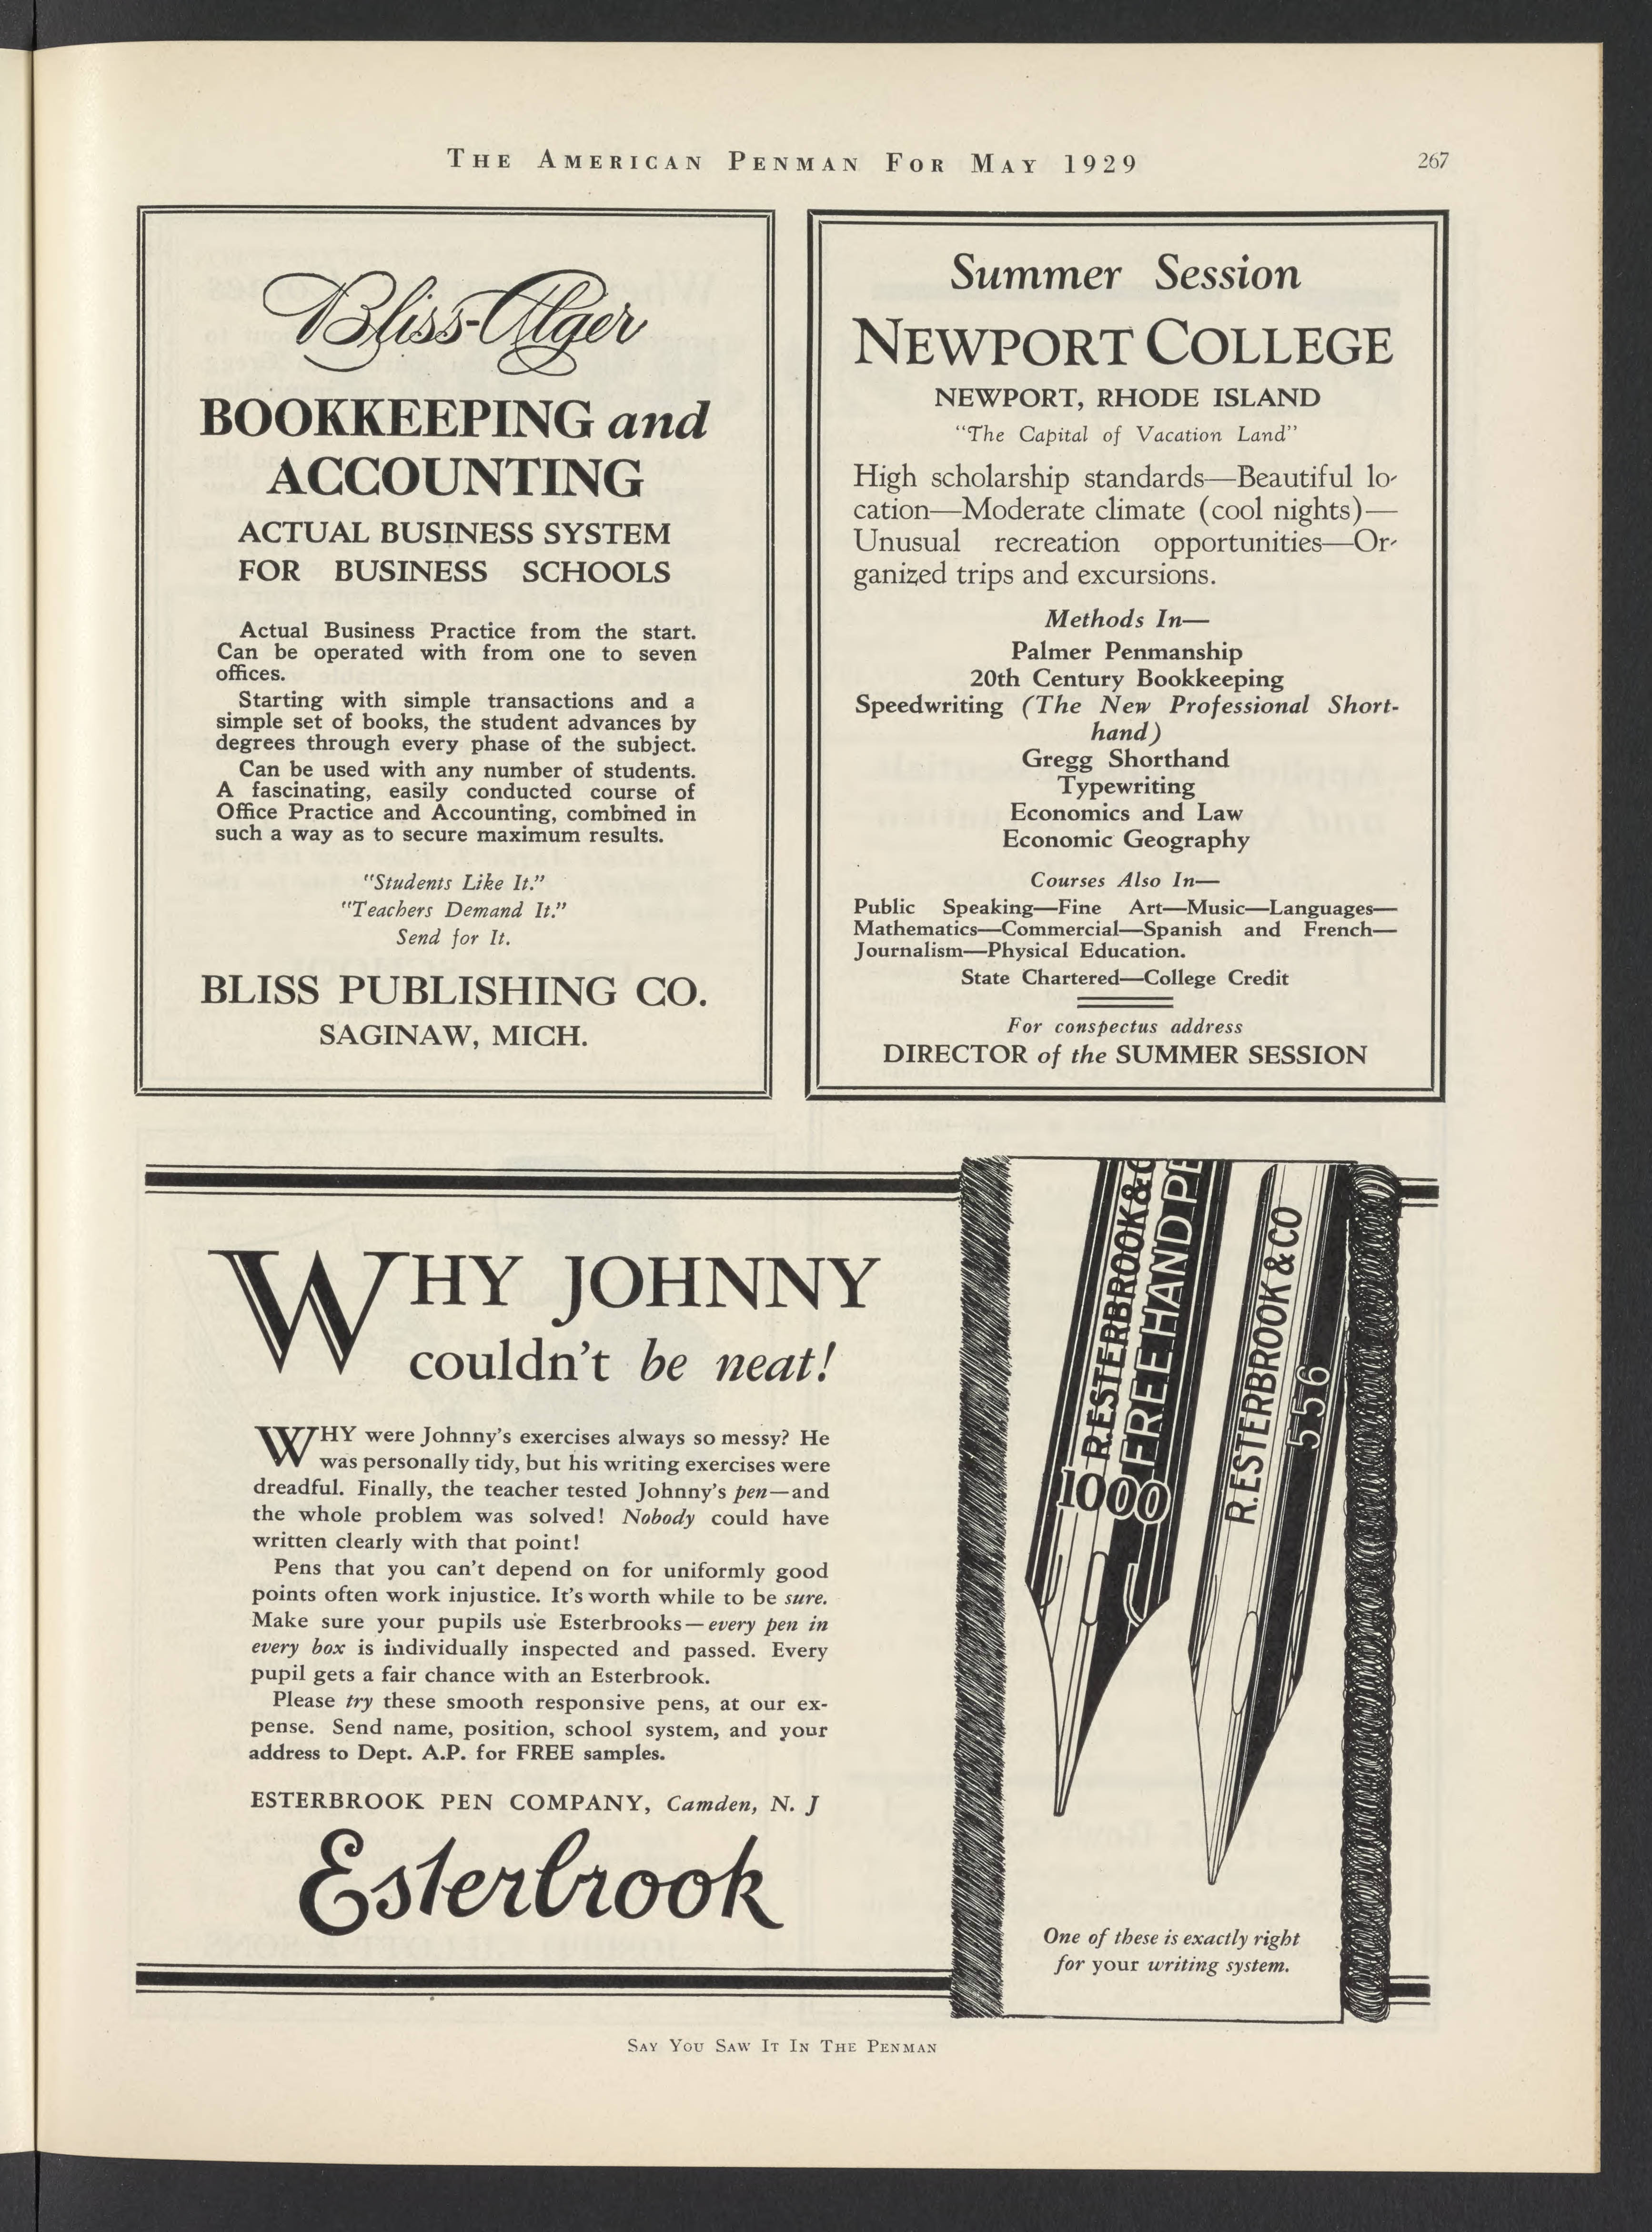 THE AMERICAN PENMAN FOR MAY 1929
267
Bliss-Alger
BOOKKEEPING and
ACCOUNTING
ACTUAL BUSINESS SYSTEM
FOR BUSINESS SCHOOLS
Actual Business Practice from the start.
Can be operated with from one to seven
offices.
Starting with simple transactions and a
simple set of books, the student advances by
degrees through every phase of the subject.
Can be used with any number of students.
A fascinating, easily conducted course of
Office Practice and Accounting, combined in
such a way as to secure maximum results.
"Students Like It."
"Teachers Demand It."
Send for It.
BLISS PUBLISHING CO.
SAGINAW, MICH.
Summer Session
NEWPORT COLLEGE
NEWPORT, RHODE ISLAND
"The Capital of Vacation Land"
High scholarship standards—Beautiful lo-
cation—Moderate climate (cool nights)—
Unusual recreation opportunities—Or-
ganized trips and excursions.
Methods In—
Palmer Penmanship
20th Century Bookkeeping
Speedwriting (The New Professional Short-
hand)
Gregg Shorthand
Typewriting
Economics and Law
Economic Geography
Courses Also In—
Public Speaking—Fine Art—Music—Languages—
Mathematics—Commercial—Spanish and French—
Journalism—Physical Education.
State Chartered—College Credit
For conspectus address
DIRECTOR of the SUMMER SESSION
WHY JOHNNY
couldn't be neat!
WHY were Johnny's exercises always so messy? He
was personally tidy, but his writing exercises were
dreadful. Finally, the teacher tested Johnny's pen—and
the whole problem was solved! Nobody could have
written clearly with that point!
Pens that you can't depend on for uniformly good
points often work injustice. It's worth while to be sure.
Make sure your pupils use Esterbrooks—every pen in
every box is individually inspected and passed. Every
pupil gets a fair chance with an Esterbrook.
Please try these smooth responsive pens, at our ex-
pense. Send name, position, school system, and your
address to Dept. A.P. for FREE samples.
ESTERBROOK PEN COMPANY, Camden, N. J
Esterbrook
R.ESTERBROOK & C
FREE HAND PE
1000
R.ESTERBROOK & CO
556
One of these is exactly right
for your writing system.
SAY YOU SAW IT IN THE PENMAN